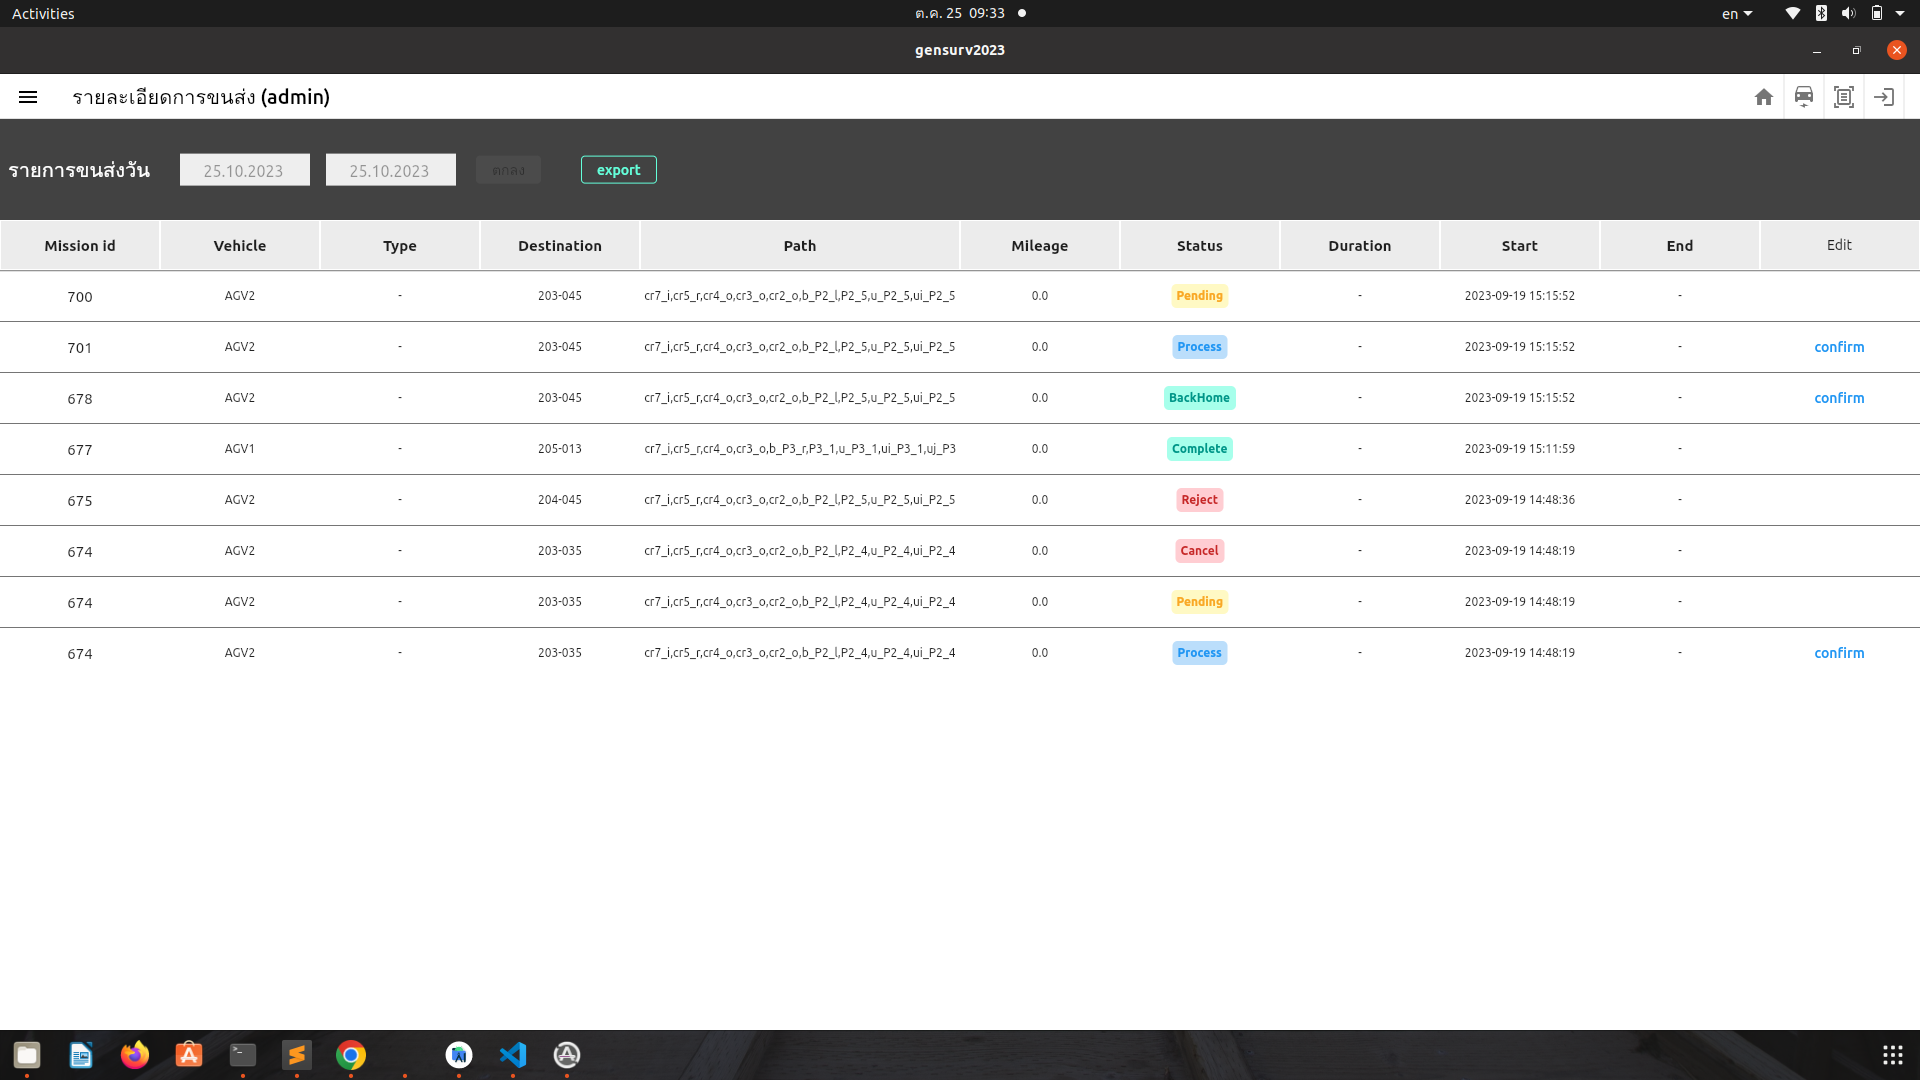 Activities ต.ค. 25 09:33 en
gensurv2023
รายละเอียดการขนส่ง (admin)
รายการขนส่งวัน 25.10.2023 25.10.2023 ตกลง export
Mission id Vehicle Type Destination Path Mileage Status Duration Start End Edit
700 AGV2 - 203-045 cr7_i,cr5_r,cr4_o,cr3_o,cr2_o,b_P2_l,P2_5,u_P2_5,ui_P2_5 0.0 Pending - 2023-09-19 15:15:52 -
701 AGV2 - 203-045 cr7_i,cr5_r,cr4_o,cr3_o,cr2_o,b_P2_l,P2_5,u_P2_5,ui_P2_5 0.0 Process - 2023-09-19 15:15:52 - confirm
678 AGV2 - 203-045 cr7_i,cr5_r,cr4_o,cr3_o,cr2_o,b_P2_l,P2_5,u_P2_5,ui_P2_5 0.0 BackHome - 2023-09-19 15:15:52 - confirm
677 AGV1 - 205-013 cr7_i,cr5_r,cr4_o,cr3_o,b_P3_r,P3_1,u_P3_1,ui_P3_1,uj_P3 0.0 Complete - 2023-09-19 15:11:59 -
675 AGV2 - 204-045 cr7_i,cr5_r,cr4_o,cr3_o,cr2_o,b_P2_l,P2_5,u_P2_5,ui_P2_5 0.0 Reject - 2023-09-19 14:48:36 -
674 AGV2 - 203-035 cr7_i,cr5_r,cr4_o,cr3_o,cr2_o,b_P2_l,P2_4,u_P2_4,ui_P2_4 0.0 Cancel - 2023-09-19 14:48:19 -
674 AGV2 - 203-035 cr7_i,cr5_r,cr4_o,cr3_o,cr2_o,b_P2_l,P2_4,u_P2_4,ui_P2_4 0.0 Pending - 2023-09-19 14:48:19 -
674 AGV2 - 203-035 cr7_i,cr5_r,cr4_o,cr3_o,cr2_o,b_P2_l,P2_4,u_P2_4,ui_P2_4 0.0 Process - 2023-09-19 14:48:19 - confirm